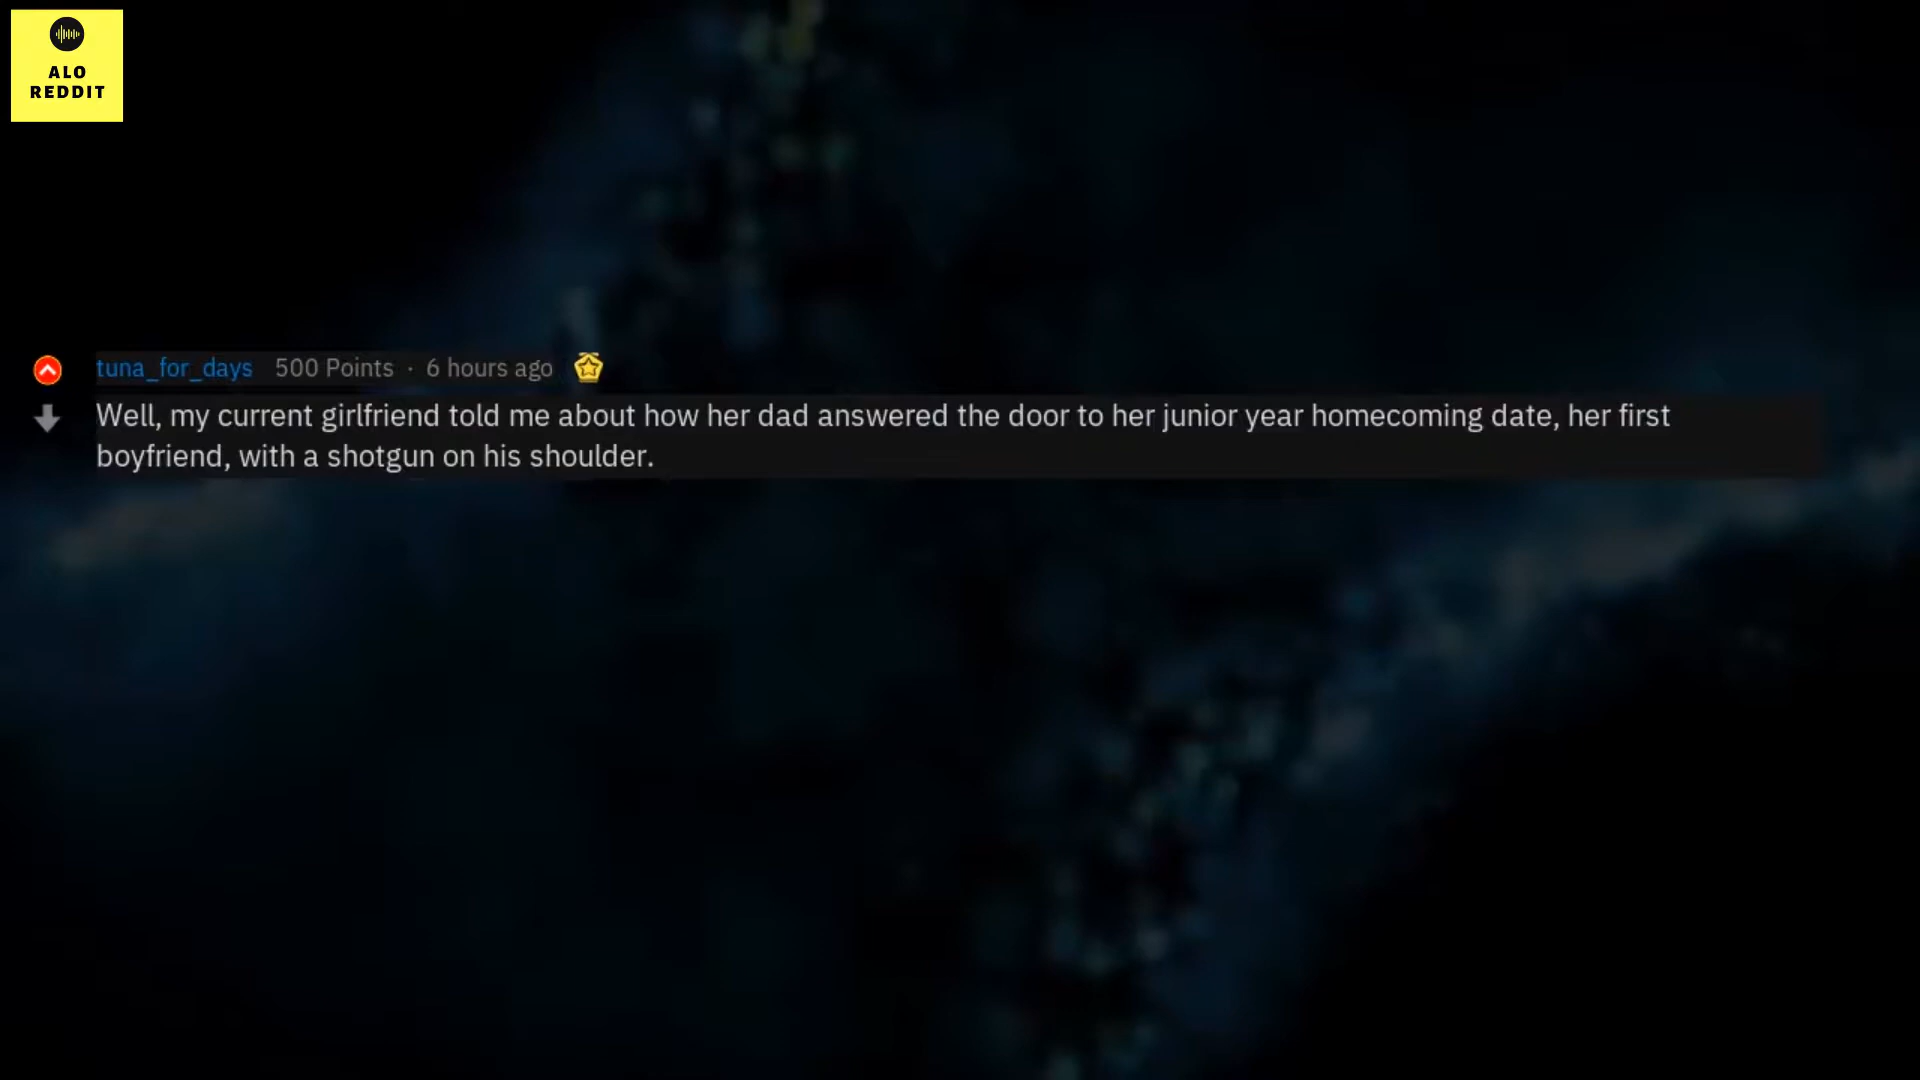 ALO
REDDIT
tuna_for_days 500 Points · 6 hours ago
Well, my current girlfriend told me about how her dad answered the door to her junior year homecoming date, her first
boyfriend, with a shotgun on his shoulder.